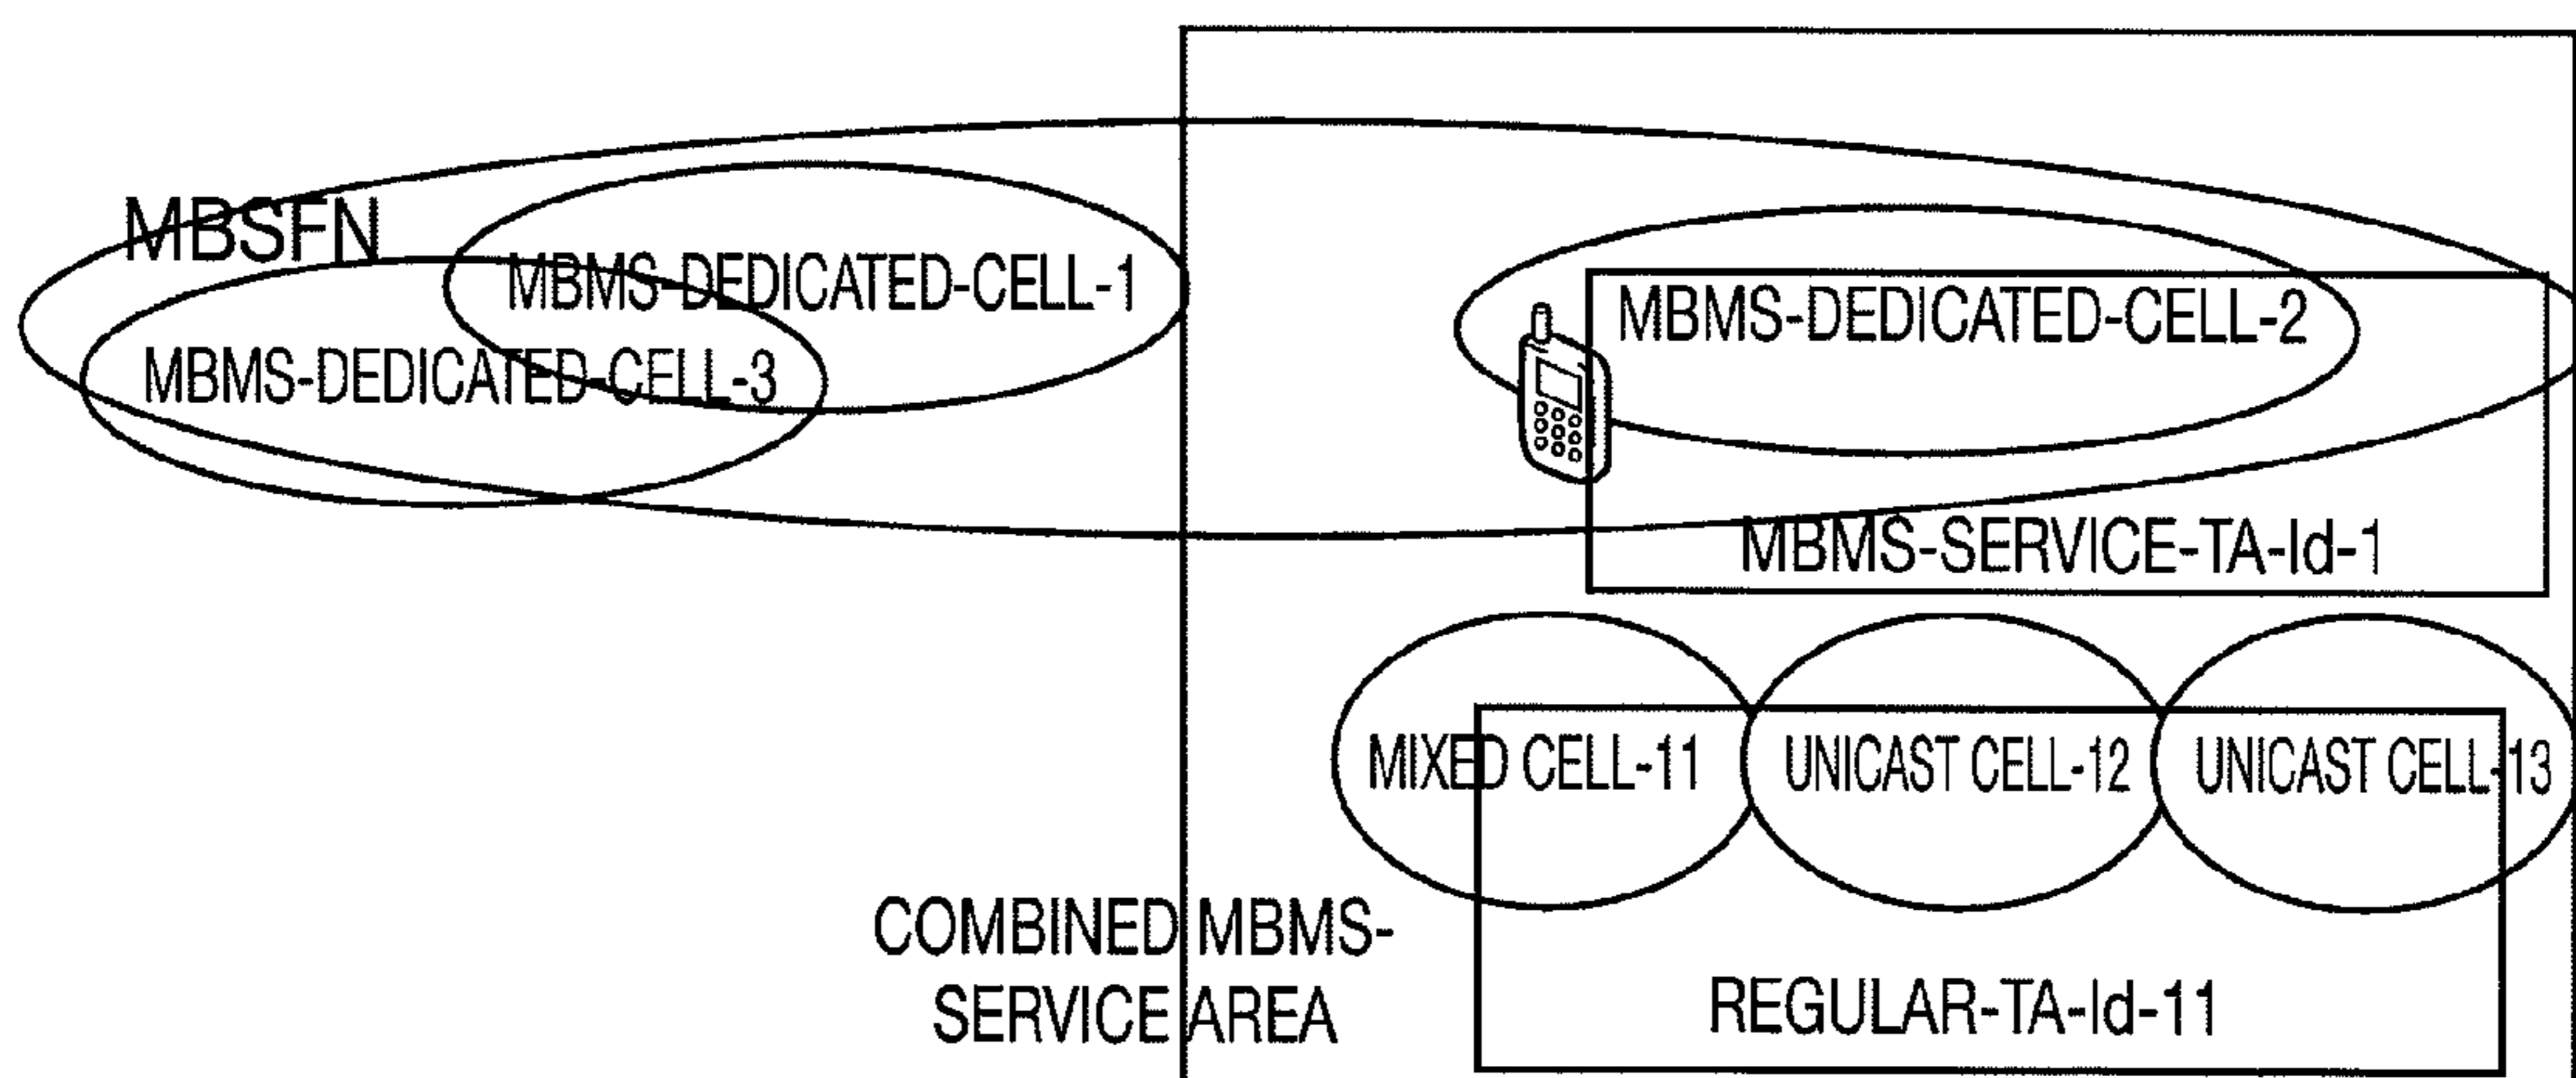 MBSFN
MBMS-DEDICATED-CELL-1
MBMS-DEDICATED-CELL-2
MBMS-DEDICATED-CELL-3
MBMS-SERVICE-TA-Id-1
MIXED CELL-11
UNICAST CELL-12
UNICAST CELL-13
COMBINED MBMS-
SERVICE AREA
REGULAR-TA-Id-11